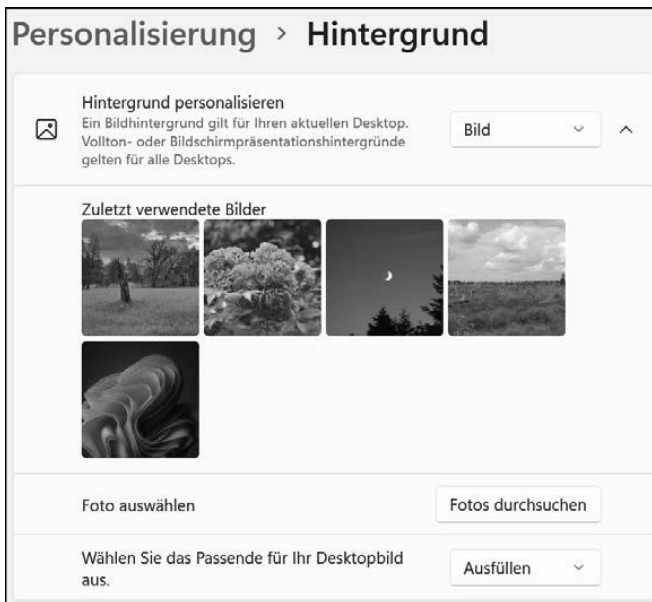 Personalisierung > Hintergrund
Hintergrund personalisieren
Ein Bildhintergrund gilt für Ihren aktuellen Desktop.
Vollton- oder Bildschirmpräsentationshintergründe
gelten für alle Desktops.
Bild
Zuletzt verwendete Bilder
Foto auswählen
Fotos durchsuchen
Wählen Sie das Passende für Ihr Desktopbild
aus.
Ausfüllen